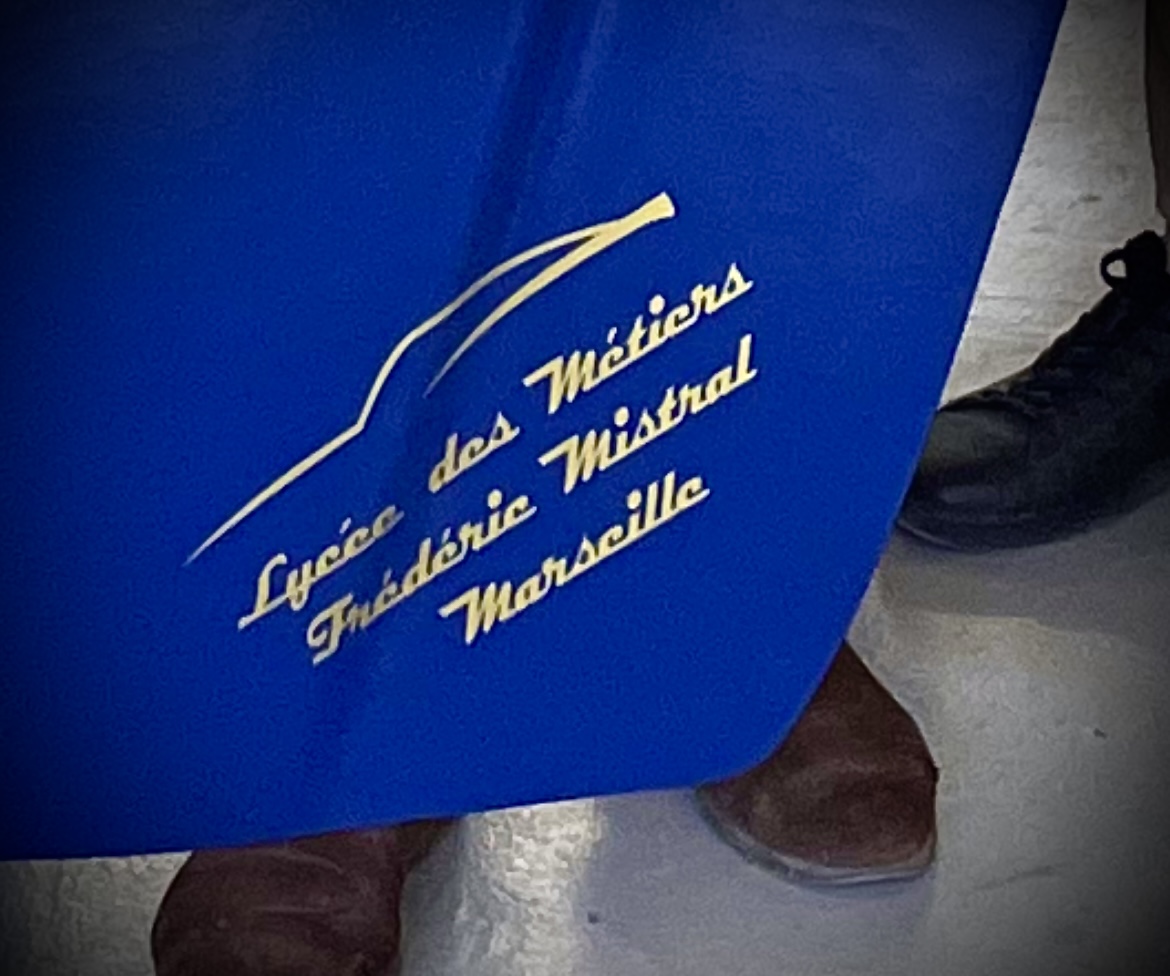 Lycée des Métiers
Frédéric Mistral
Marseille